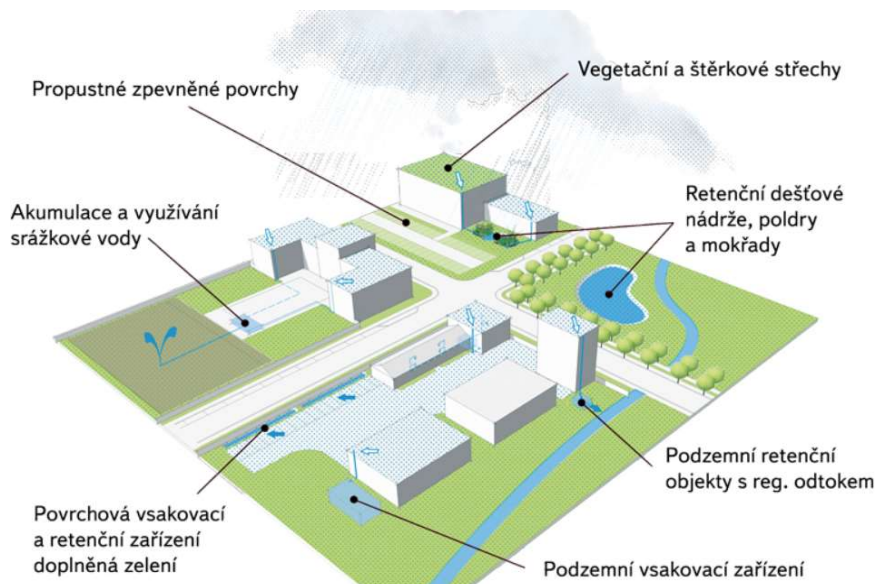 Vegetační a štěrkové střechy
Propustné zpevněné povrchy
Retenční dešťové
nádrže, poldry
a mokřady
Akumulace a využívání
srážkové vody
Podzemní retenční
objekty s reg. odtokem
Povrchová vsakovací
a retenční zařízení
doplněná zelení
Podzemní vsakovací zařízení